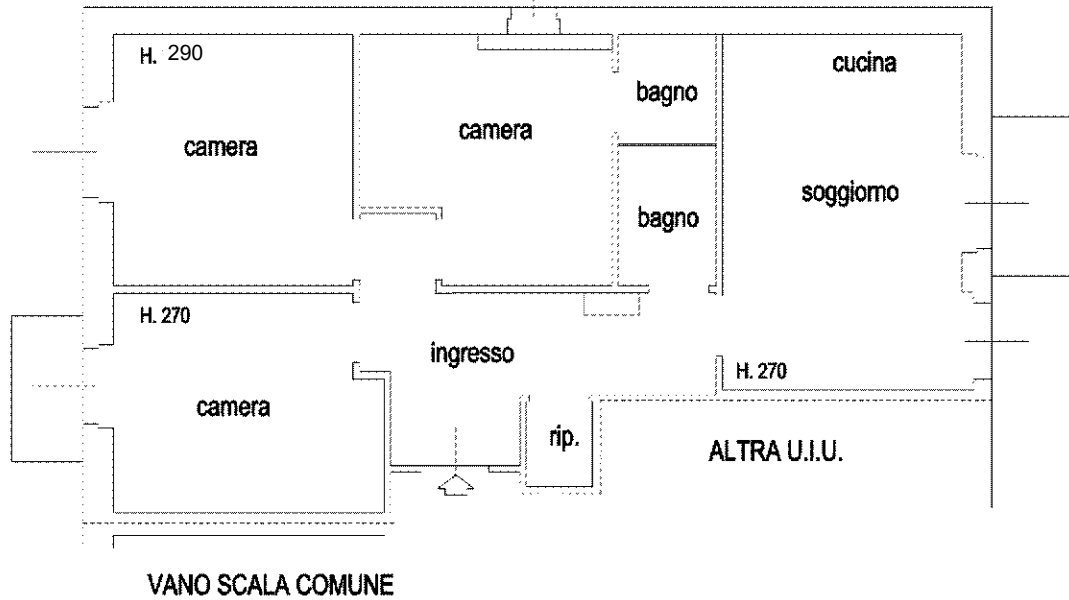 H. 290
cucina
bagno
camera
camera
soggiorno
bagno
H. 270
ingresso
H. 270
camera
rip.
ALTRA U.I.U.
VANO SCALA COMUNE